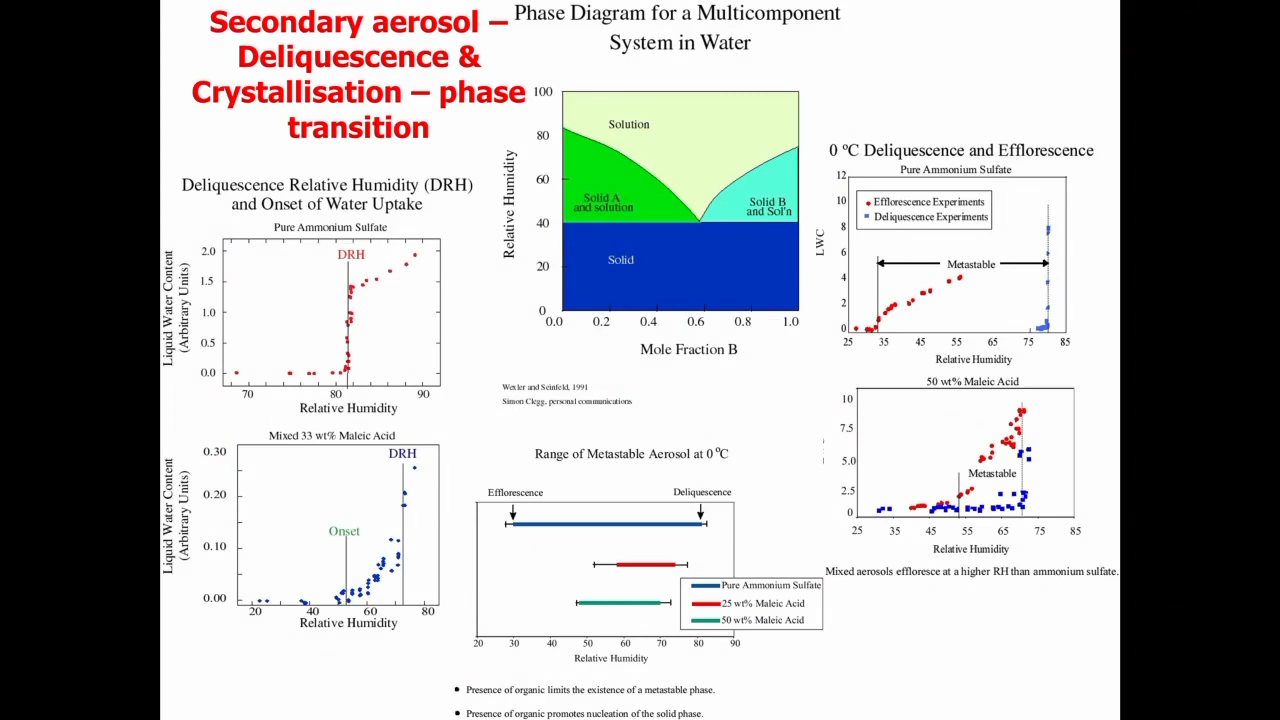 Secondary aerosol –
Deliquescence &
Crystallisation – phase
transition
Phase Diagram for a Multicomponent
System in Water
100
80
60
40
20
0
Relative Humidity
Solution
Solid A
and solution
Solid B
and Sol'n
Solid
0.0 0.2 0.4 0.6 0.8 1.0
Mole Fraction B
Wexler and Seinfeld, 1991
Simon Clegg, personal communications
Deliquescence Relative Humidity (DRH)
and Onset of Water Uptake
Pure Ammonium Sulfate
DRH
2.0
1.5
1.0
0.5
0.0
Liquid Water Content
(Arbitrary Units)
70 80 90
Relative Humidity
Mixed 33 wt% Maleic Acid
DRH
Onset
0.30
0.20
0.10
0.00
Liquid Water Content
(Arbitrary Units)
20 40 60 80
Relative Humidity
Range of Metastable Aerosol at 0 ºC
Efflorescence
Deliquescence
Pure Ammonium Sulfate
25 wt% Maleic Acid
50 wt% Maleic Acid
20 30 40 50 60 70 80 90
Relative Humidity
0 ºC Deliquescence and Efflorescence
Pure Ammonium Sulfate
12
10
8
6
4
2
0
LWC
Efflorescence Experiments
Deliquescence Experiments
Metastable
25 35 45 55 65 75 85
Relative Humidity
50 wt% Maleic Acid
10
7.5
5.0
2.5
0
Metastable
25 35 45 55 65 75 85
Relative Humidity
Mixed aerosols effloresce at a higher RH than ammonium sulfate.
• Presence of organic limits the existence of a metastable phase.
• Presence of organic promotes nucleation of the solid phase.